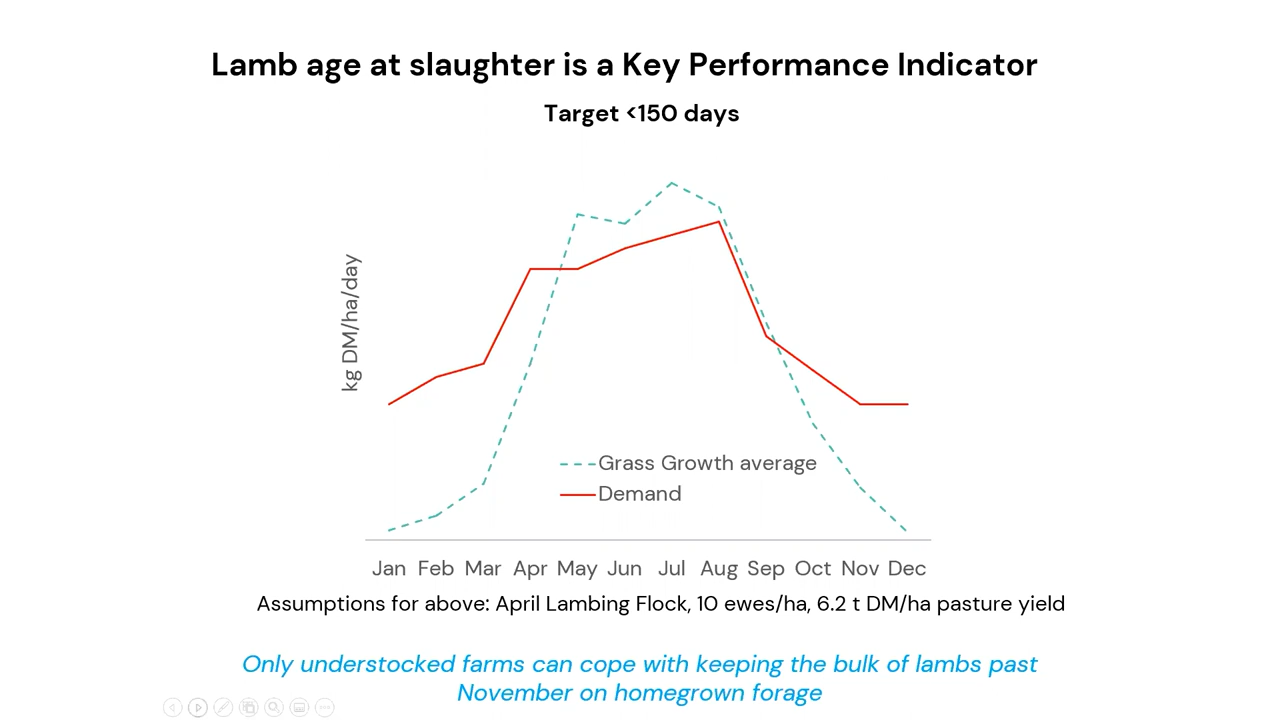 Lamb age at slaughter is a Key Performance Indicator
Target <150 days
kg DM/ha/day
Grass Growth average
Demand
Jan Feb Mar Apr May Jun Jul Aug Sep Oct Nov Dec
Assumptions for above: April Lambing Flock, 10 ewes/ha, 6.2 t DM/ha pasture yield
Only understocked farms can cope with keeping the bulk of lambs past
November on homegrown forage